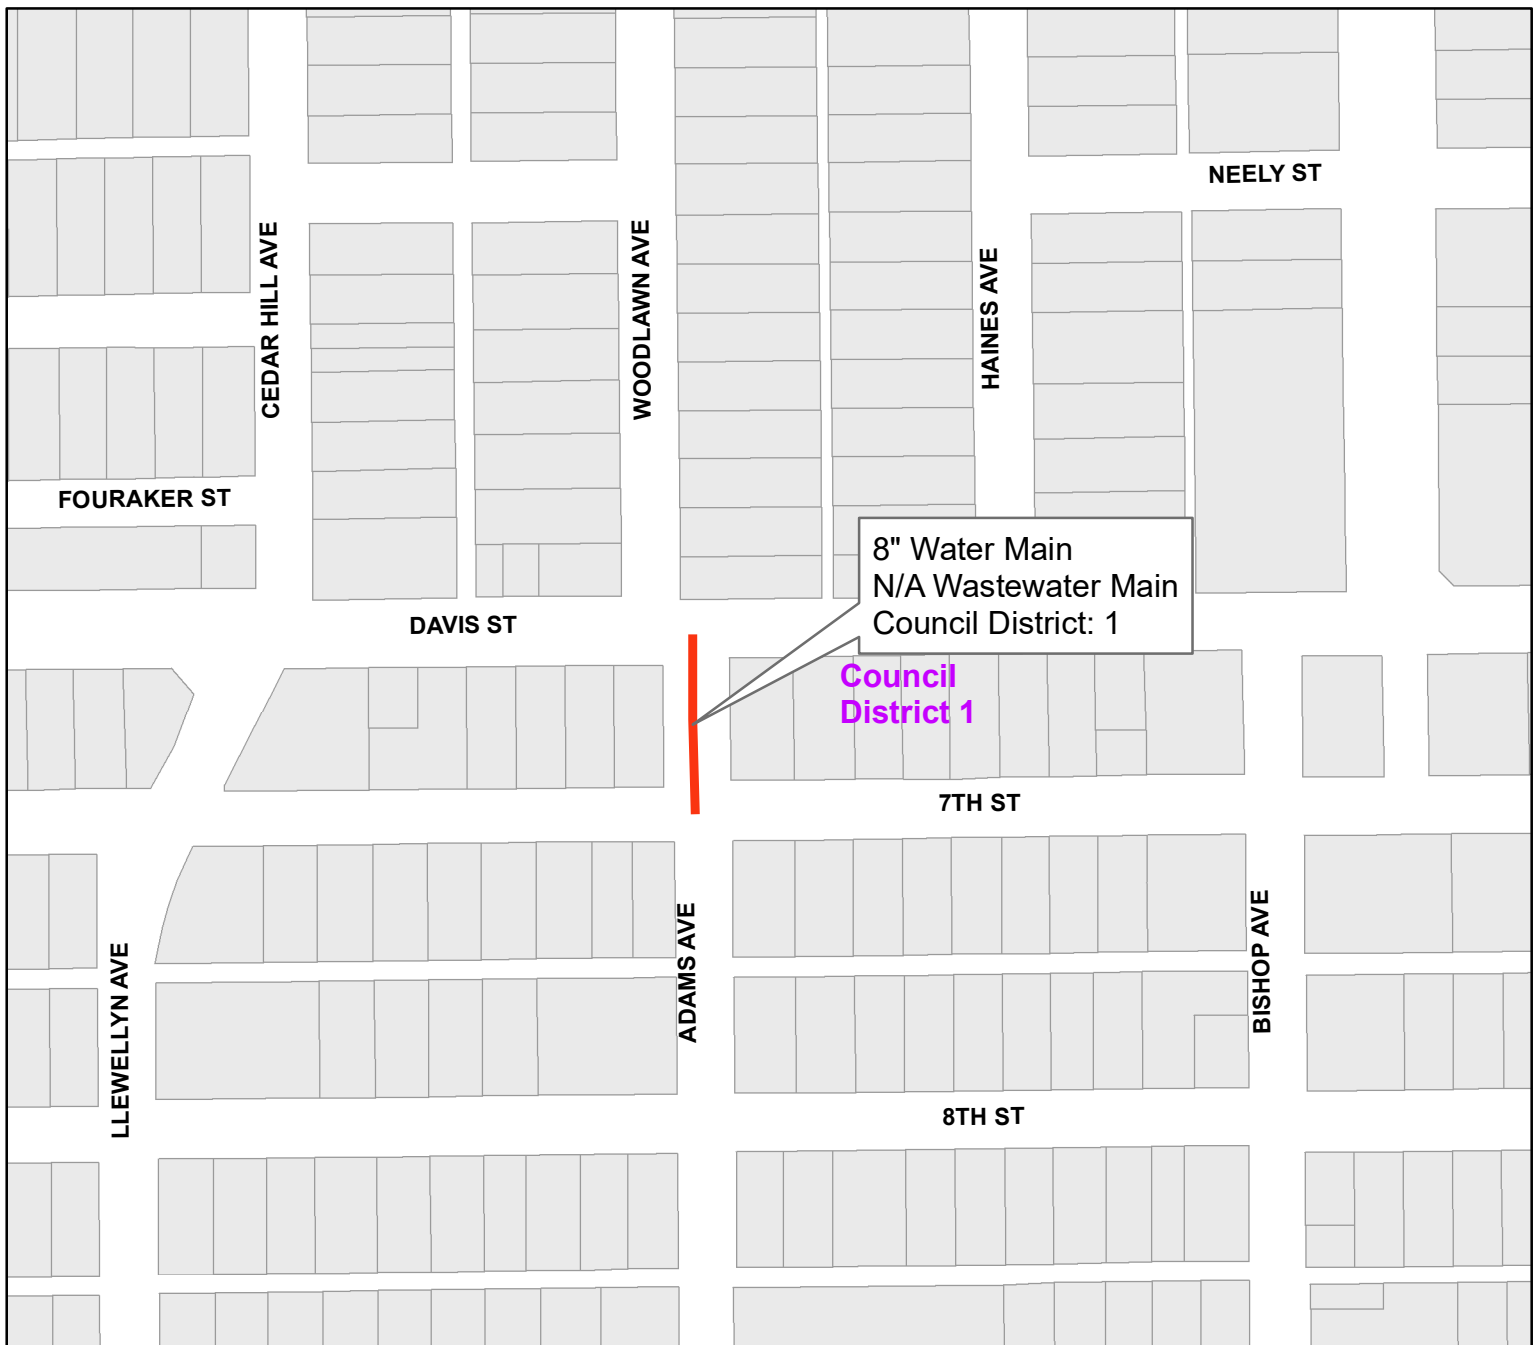 NEELY ST
CEDAR HILL AVE
WOODLAWN AVE
HAINES AVE
FOURAKER ST
8" Water Main
N/A Wastewater Main
Council District: 1
DAVIS ST
Council
District 1
7TH ST
LLEWELLYN AVE
ADAMS AVE
BISHOP AVE
8TH ST